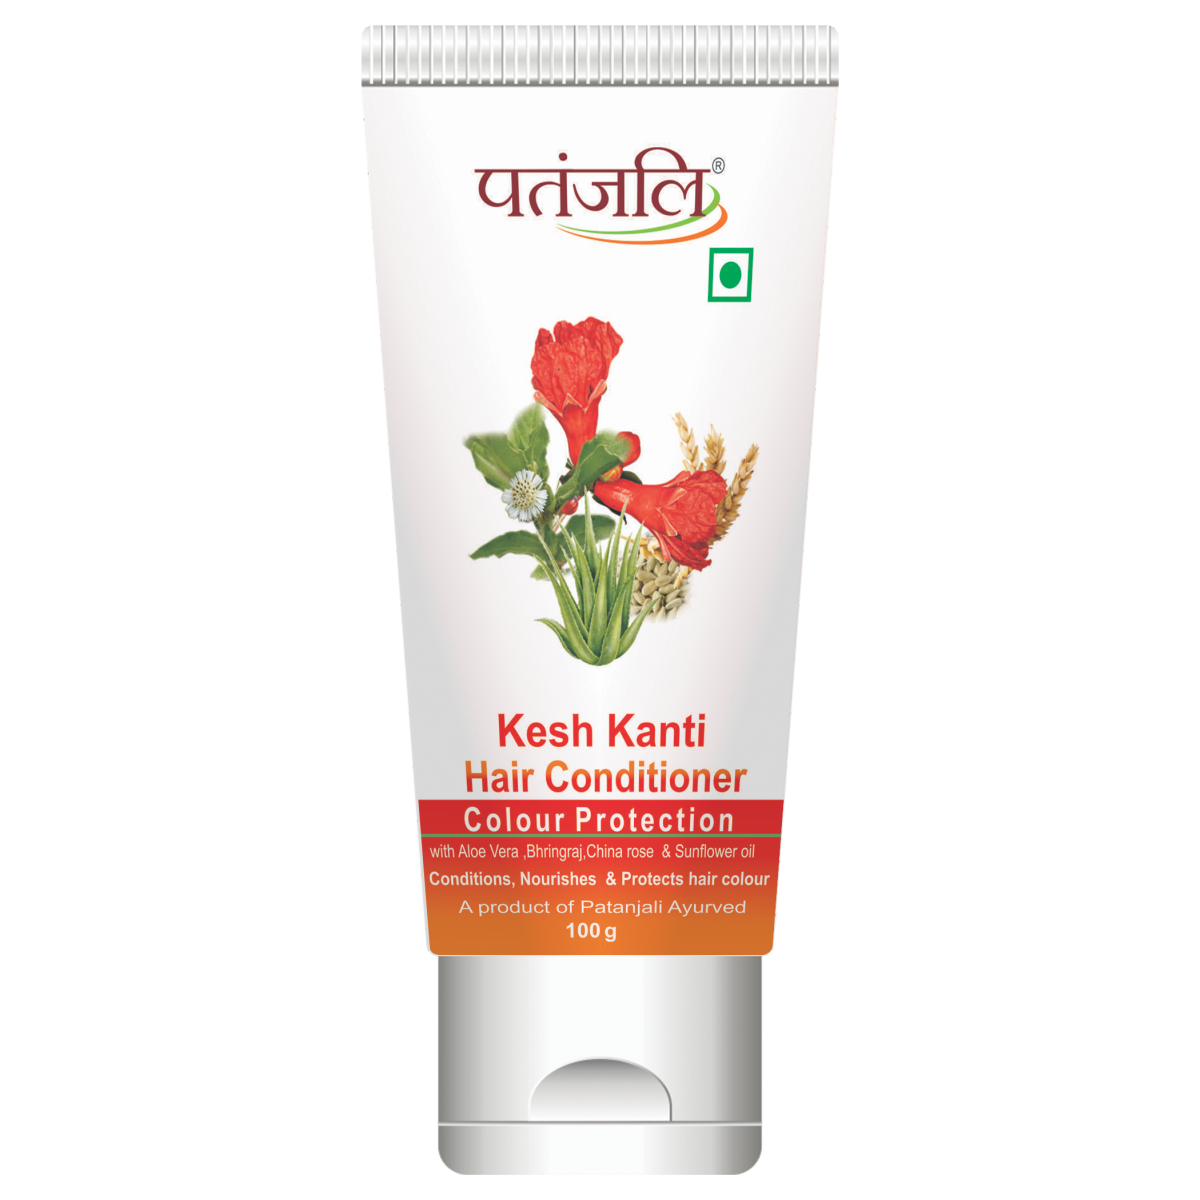 पतंजलि®
Kesh Kanti
Hair Conditioner
Colour Protection
with Aloe Vera ,Bhringraj,China rose & Sunflower oil
Conditions, Nourishes & Protects hair colour
A product of Patanjali Ayurved
100 g